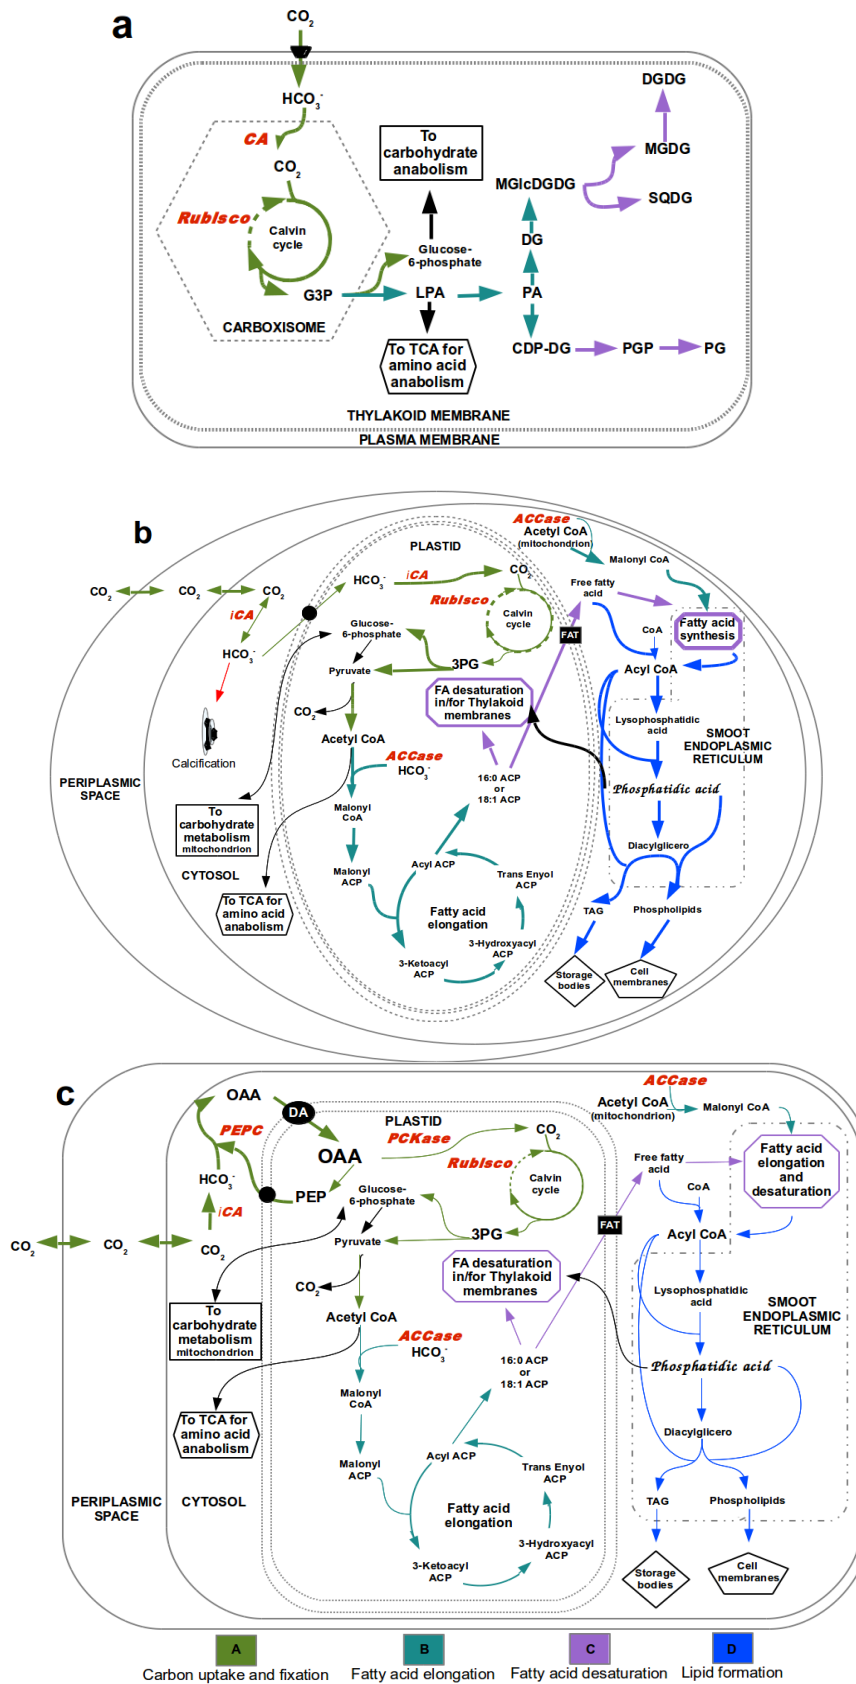 a
CO2
HCO3-
CA
CO2
Rubisco
Calvin
cycle
G3P
CARBOXISOME
To
carbohydrate
anabolism
Glucose-
6-phosphate
LPA
To TCA for
amino acid
anabolism
MGlcDGDG
DG
PA
CDP-DG
PGP
PG
DGDG
MGDG
SQDG
THYLAKOID MEMBRANE
PLASMA MEMBRANE
b
CO2
CO2
CO2
iCA
HCO3-
Calcification
PERIPLASMIC
SPACE
To
carbohydrate
metabolism
mitochondrion
CYTOSOL
To TCA for
amino acid
anabolism
PLASTID
HCO3-
iCA
CO2
Rubisco
Calvin
cycle
Glucose-
6-phosphate
3PG
Pyruvate
CO2
Acetyl CoA
ACCase
HCO3-
Malonyl
CoA
Malonyl
ACP
Acyl ACP
Fatty acid
elongation
3-Ketoacyl
ACP
3-Hydroxyacyl
ACP
Trans Enyol
ACP
16:0 ACP
or
18:1 ACP
FA desaturation
in/for Thylakoid
membranes
FAT
ACCase
Acetyl CoA
(mitochondrion)
Malonyl CoA
Free fatty
acid
Fatty acid
synthesis
CoA
Acyl CoA
Lysophosphatidic
acid
SMOOT
ENDOPLASMIC
RETICULUM
Phosphatidic acid
Diacylglicero
TAG
Phospholipids
Storage
bodies
Cell
membranes
c
OAA
DA
PEPC
HCO3-
iCA
CO2
CO2
CO2
PLASTID
PCKase
OAA
PEP
CO2
Rubisco
Calvin
cycle
Glucose-
6-phosphate
3PG
Pyruvate
CO2
Acetyl CoA
ACCase
HCO3-
To
carbohydrate
metabolism
mitochondrion
To TCA for
amino acid
anabolism
PERIPLASMIC
SPACE
CYTOSOL
Malonyl
CoA
Malonyl
ACP
Acyl ACP
Fatty acid
elongation
3-Ketoacyl
ACP
3-Hydroxyacyl
ACP
Trans Enyol
ACP
16:0 ACP
or
18:1 ACP
FA desaturation
in/for Thylakoid
membranes
FAT
ACCase
Acetyl CoA
(mitochondrion)
Malonyl CoA
Free fatty
acid
Fatty acid
elongation
and
desaturation
CoA
Acyl CoA
Lysophosphatidic
acid
SMOOT
ENDOPLASMIC
RETICULUM
Phosphatidic acid
Diacylglicero
TAG
Phospholipids
Storage
bodies
Cell
membranes
A
B
C
D
Carbon uptake and fixation
Fatty acid elongation
Fatty acid desaturation
Lipid formation